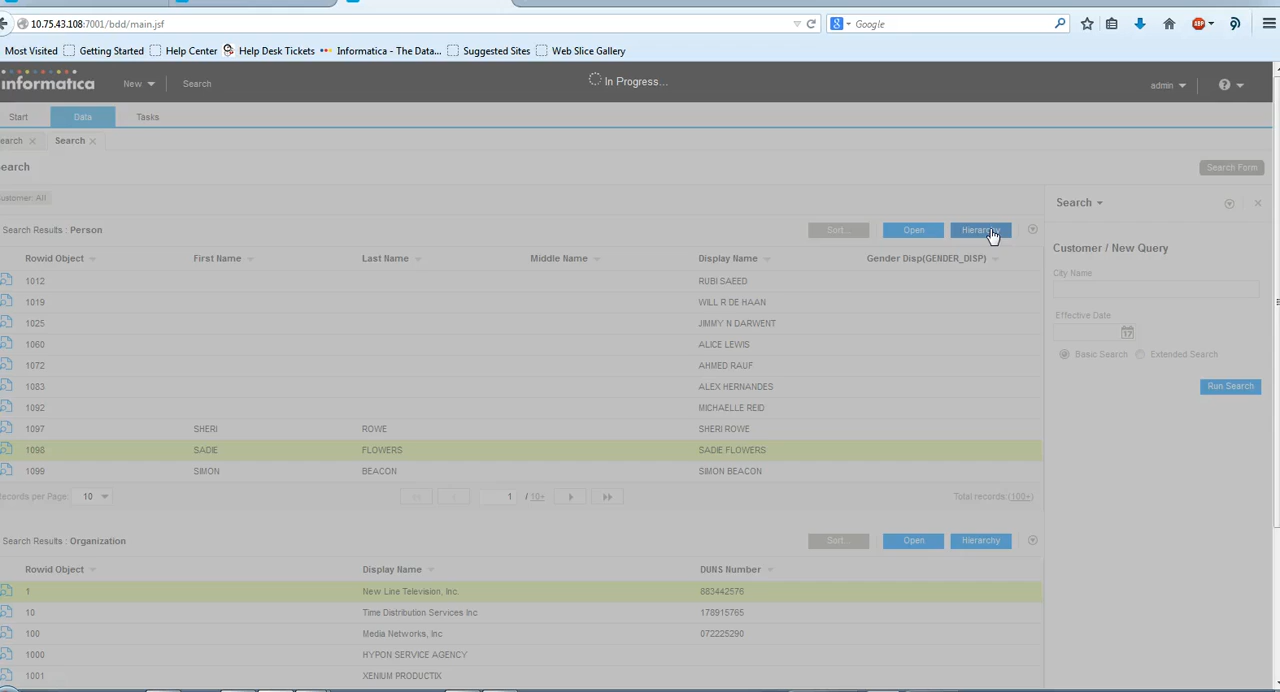 10.75.43.108:7001/bdd/main.jsf Google
Most Visited Getting Started Help Center Help Desk Tickets Informatica - The Data... Suggested Sites Web Slice Gallery
informatica New Search In Progress... admin ?
Start Data Tasks
earch Search
earch Search Form
ustomer: All
Search
Search Results : Person Sort... Open Hierarchy
Customer / New Query
Rowid Object First Name Last Name Middle Name Display Name Gender Disp(GENDER_DISP)
City Name
1012 RUBI SAEED
1019 WILL R DE HAAN
Effective Date
1025 JIMMY N DARWENT
17
1060 ALICE LEWIS
Basic Search Extended Search
1072 AHMED RAUF
1083 ALEX HERNANDES
Run Search
1092 MICHAELLE REID
1097 SHERI ROWE SHERI ROWE
1098 SADIE FLOWERS SADIE FLOWERS
1099 SIMON BEACON SIMON BEACON
ecords per Page: 10 1 / 10+ Total records:(100+)
Search Results : Organization Sort... Open Hierarchy
Rowid Object Display Name DUNS Number
1 New Line Television, Inc. 883442576
10 Time Distribution Services Inc 178915765
100 Media Networks, Inc 072225290
1000 HYPON SERVICE AGENCY
1001 XENIUM PRODUCTIX